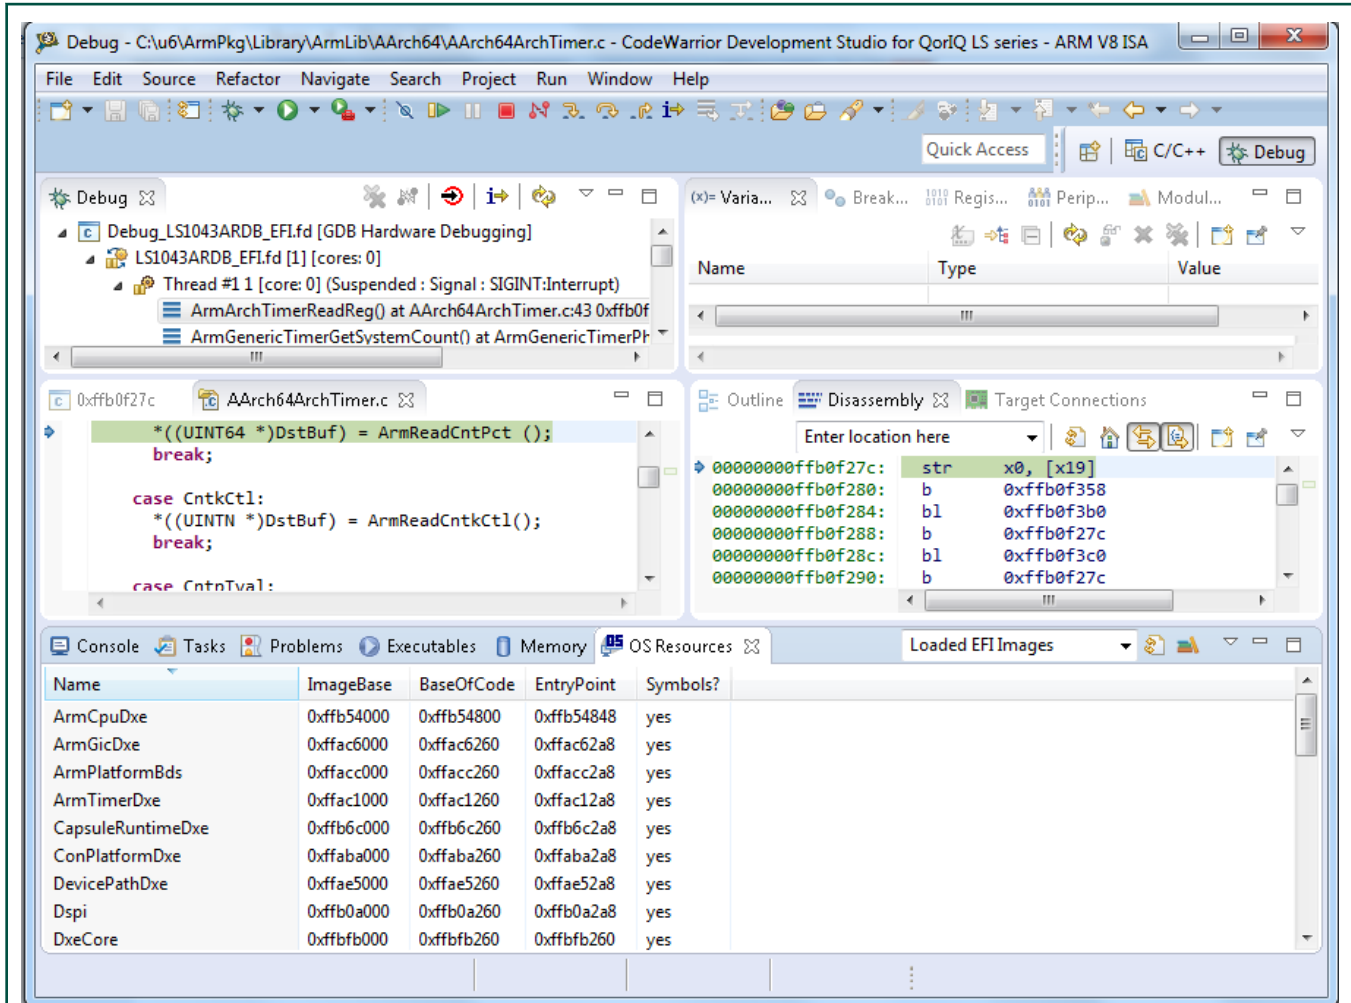 Debug - C:\u6\ArmPkg\Library\ArmLib\AArch64\AArch64ArchTimer.c - CodeWarrior Development Studio for QorIQ LS series - ARM V8 ISA
File Edit Source Refactor Navigate Search Project Run Window Help
Quick Access C/C++ Debug
Debug
Debug_LS1043ARDB_EFI.fd [GDB Hardware Debugging]
LS1043ARDB_EFI.fd [1] [cores: 0]
Thread #1 1 [core: 0] (Suspended : Signal : SIGINT:Interrupt)
ArmArchTimerReadReg() at AArch64ArchTimer.c:43 0xffb0f
ArmGenericTimerGetSystemCount() at ArmGenericTimerPh
(x)= Varia... Break... Regis... Perip... Modul...
Name Type Value
0xffb0f27c AArch64ArchTimer.c
*((UINT64 *)DstBuf) = ArmReadCntPct ();
break;
case CntkCtl:
*((UINTN *)DstBuf) = ArmReadCntkCtl();
break;
case CntpTval:
Outline Disassembly Target Connections
Enter location here
00000000ffb0f27c: str x0, [x19]
00000000ffb0f280: b 0xffb0f358
00000000ffb0f284: bl 0xffb0f3b0
00000000ffb0f288: b 0xffb0f27c
00000000ffb0f28c: bl 0xffb0f3c0
00000000ffb0f290: b 0xffb0f27c
Console Tasks Problems Executables Memory OS Resources Loaded EFI Images
Name ImageBase BaseOfCode EntryPoint Symbols?
ArmCpuDxe 0xffb54000 0xffb54800 0xffb54848 yes
ArmGicDxe 0xffac6000 0xffac6260 0xffac62a8 yes
ArmPlatformBds 0xffacc000 0xffacc260 0xffacc2a8 yes
ArmTimerDxe 0xffac1000 0xffac1260 0xffac12a8 yes
CapsuleRuntimeDxe 0xffb6c000 0xffb6c260 0xffb6c2a8 yes
ConPlatformDxe 0xffaba000 0xffaba260 0xffaba2a8 yes
DevicePathDxe 0xffae5000 0xffae5260 0xffae52a8 yes
Dspi 0xffb0a000 0xffb0a260 0xffb0a2a8 yes
DxeCore 0xffbfb000 0xffbfb260 0xffbfb260 yes